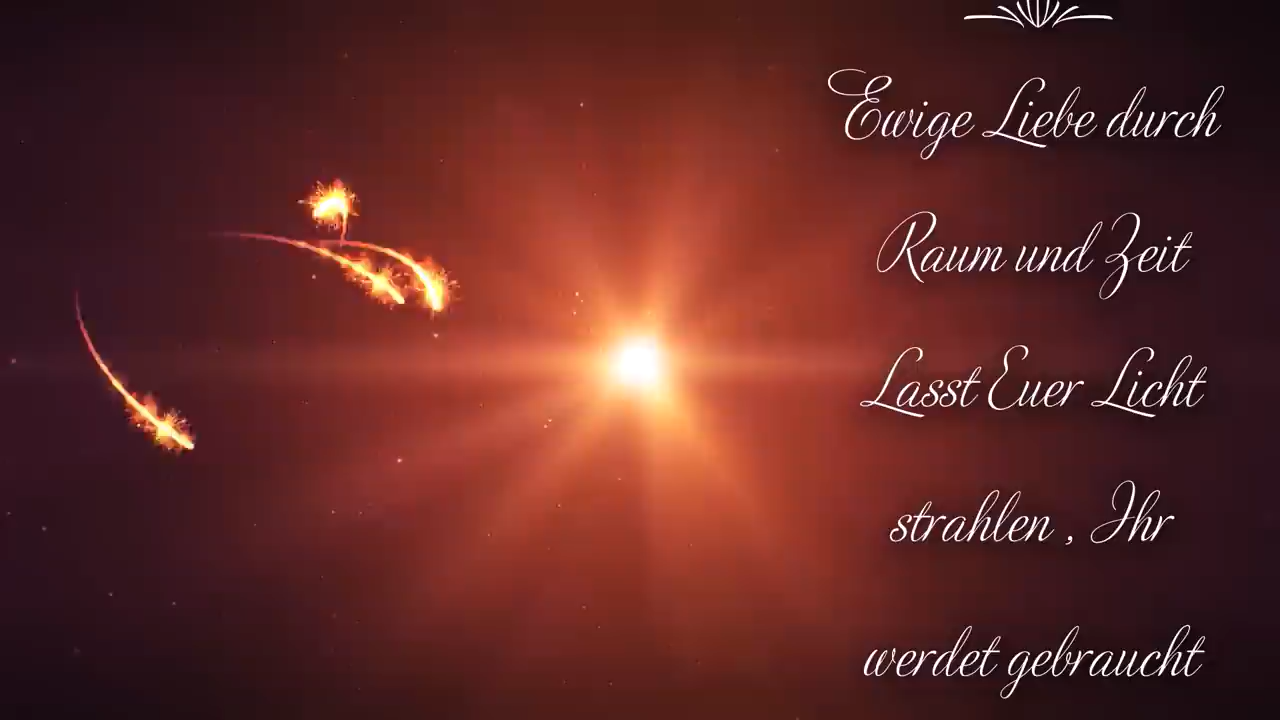 Ewige Liebe durch
Raum und Zeit
Lasst Euer Licht
strahlen , Ihr
werdet gebraucht